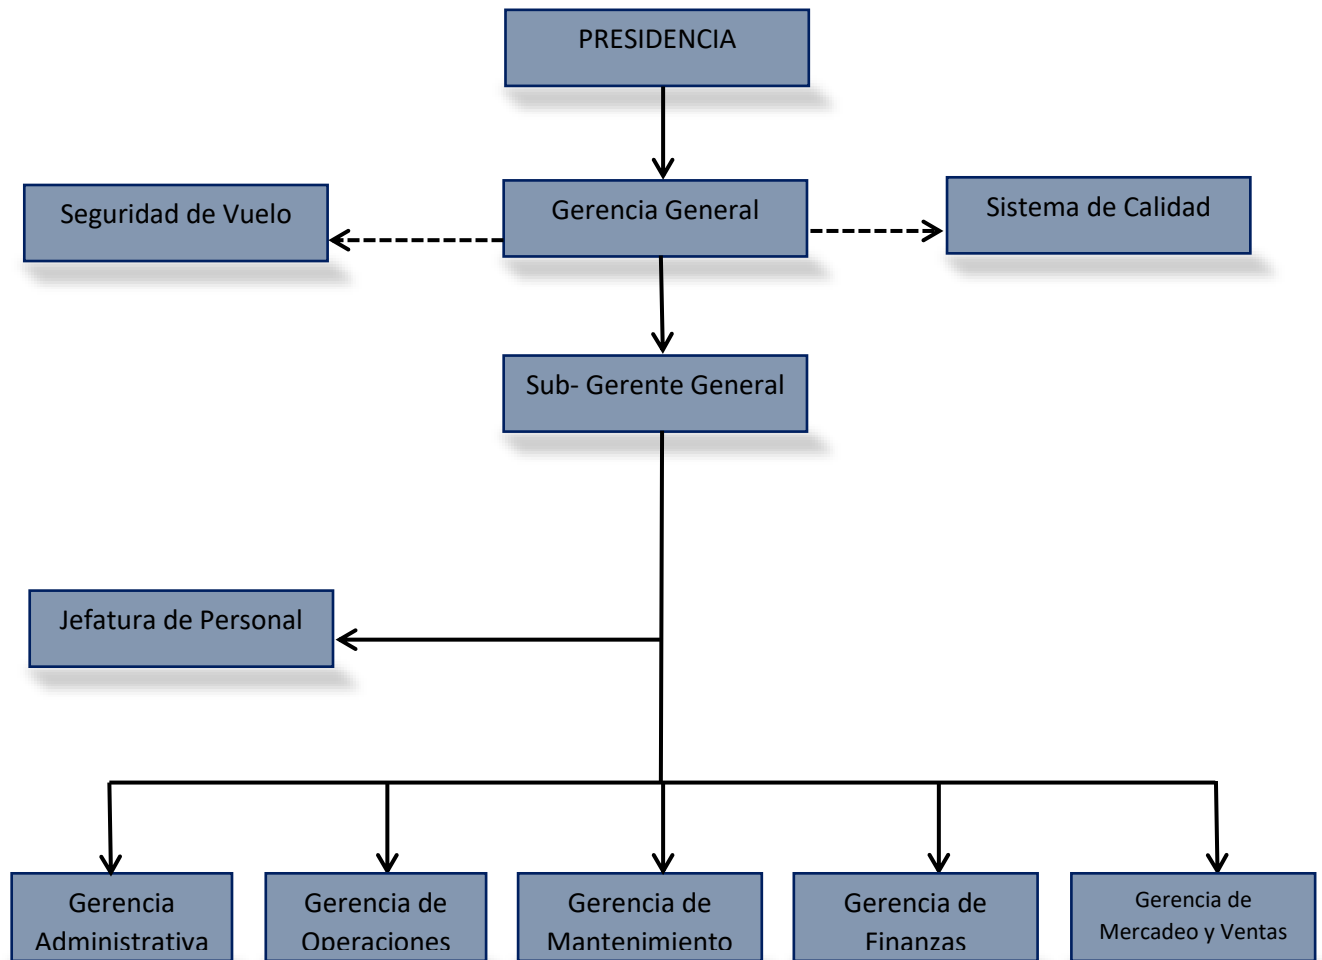 PRESIDENCIA
Seguridad de Vuelo
Gerencia General
Sistema de Calidad
Sub- Gerente General
Jefatura de Personal
Gerencia
Administrativa
Gerencia de
Operaciones
Gerencia de
Mantenimiento
Gerencia de
Finanzas
Gerencia de
Mercadeo y Ventas